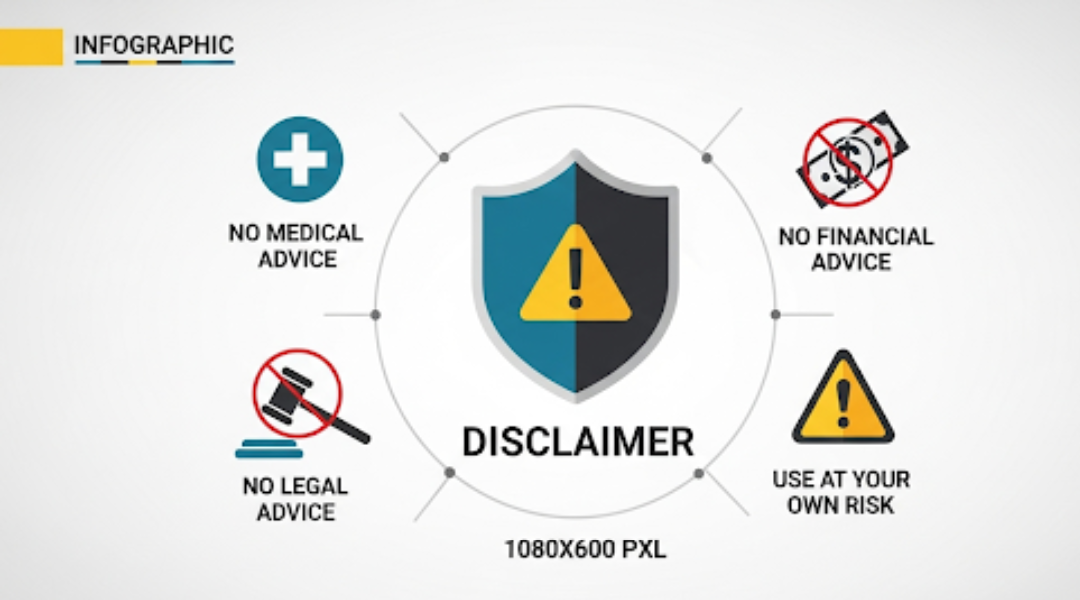 INFOGRAPHIC
NO MEDICAL
ADVICE
NO FINANCIAL
ADVICE
DISCLAIMER
NO LEGAL
ADVICE
USE AT YOUR
OWN RISK
1080X600 PXL